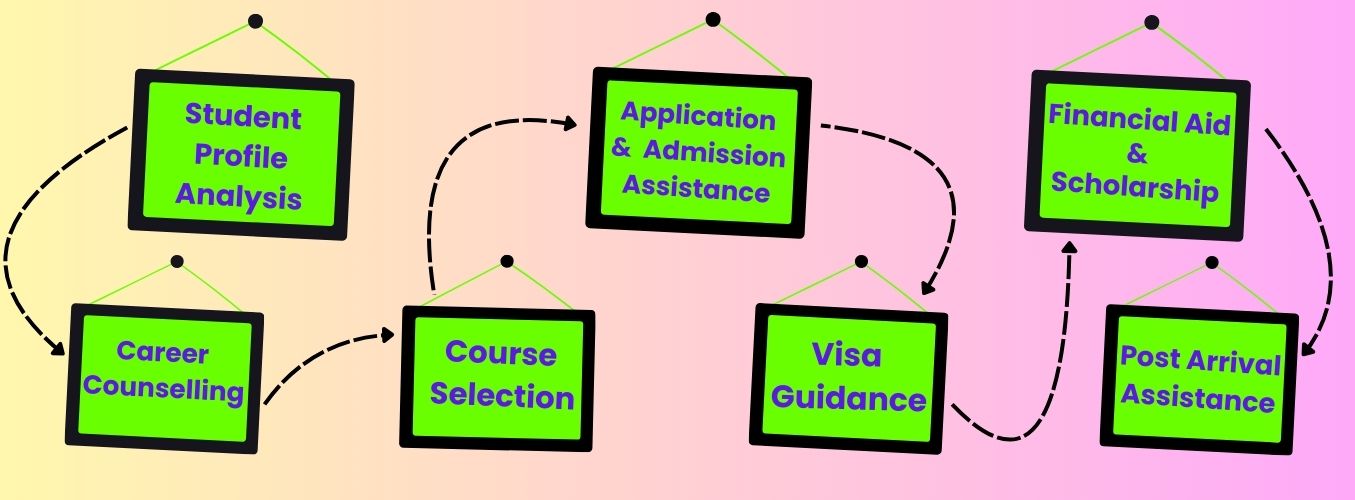 Student
Profile
Analysis
Career
Counselling
Course
Selection
Application
& Admission
Assistance
Visa
Guidance
Financial Aid
&
Scholarship
Post Arrival
Assistance